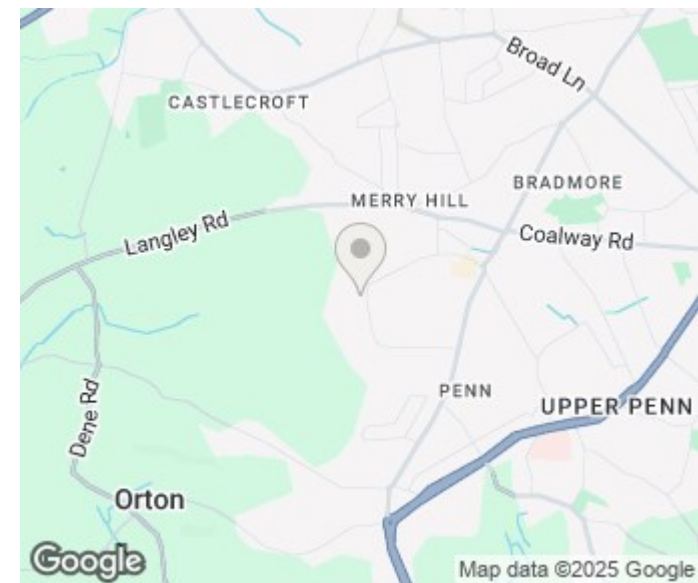 Broad Ln
CASTLECROFT
BRADMORE
MERRY HILL
Langley Rd
Coalway Rd
PENN
UPPER PENN
Dene Rd
Orton
Google
Map data ©2025 Google